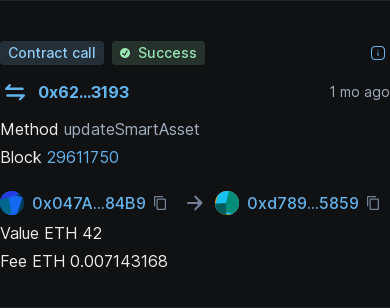 Contract call Success
0x62...3193 1 mo ago
Method updateSmartAsset
Block 29611750
0x047A...84B9 → 0xd789...5859
Value ETH 42
Fee ETH 0.007143168